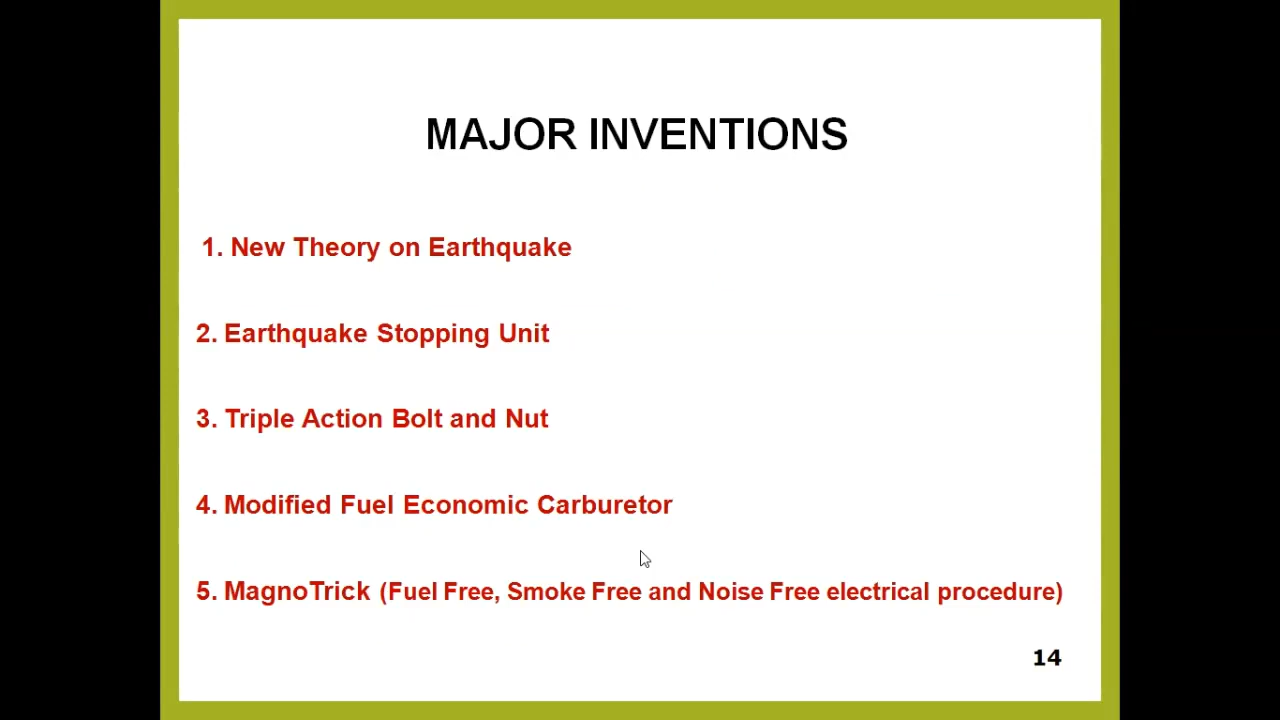 MAJOR INVENTIONS
1. New Theory on Earthquake
2. Earthquake Stopping Unit
3. Triple Action Bolt and Nut
4. Modified Fuel Economic Carburetor
5. MagnoTrick (Fuel Free, Smoke Free and Noise Free electrical procedure)
14